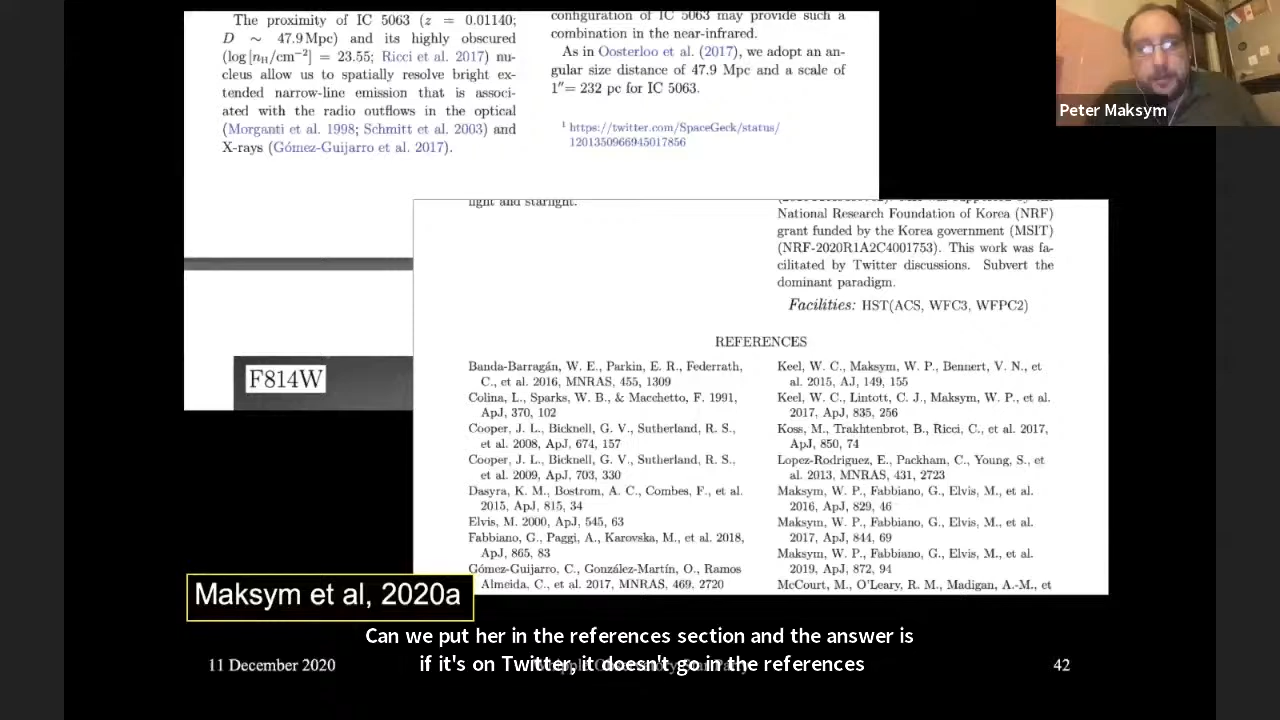 The proximity of IC 5063 (z = 0.01140;
D ∼ 47.9 Mpc) and its highly obscured
(log[nH/cm−2] = 23.55; Ricci et al. 2017) nu-
cleus allow us to spatially resolve bright ex-
tended narrow-line emission that is associ-
ated with the radio outflows in the optical
(Morganti et al. 1998; Schmitt et al. 2003) and
X-rays (Gómez-Guijarro et al. 2017).
configuration of IC 5063 may provide such a
combination in the near-infrared.
As in Oosterloo et al. (2017), we adopt an an-
gular size distance of 47.9 Mpc and a scale of
1″= 232 pc for IC 5063.
1 https://twitter.com/SpaceGeck/status/
1201350966945017856
Peter Maksym
light and starlight.
National Research Foundation of Korea (NRF)
grant funded by the Korea government (MSIT)
(NRF-2020R1A2C4001753). This work was fa-
cilitated by Twitter discussions. Subvert the
dominant paradigm.
Facilities: HST(ACS, WFC3, WFPC2)
F814W
REFERENCES
Banda-Barragán, W. E., Parkin, E. R., Federrath,
C., et al. 2016, MNRAS, 455, 1309
Colina, L., Sparks, W. B., & Macchetto, F. 1991,
ApJ, 370, 102
Cooper, J. L., Bicknell, G. V., Sutherland, R. S.,
et al. 2008, ApJ, 674, 157
Cooper, J. L., Bicknell, G. V., Sutherland, R. S.,
et al. 2009, ApJ, 703, 330
Dasyra, K. M., Bostrom, A. C., Combes, F., et al.
2015, ApJ, 815, 34
Elvis, M. 2000, ApJ, 545, 63
Fabbiano, G., Paggi, A., Karovska, M., et al. 2018,
ApJ, 865, 83
Gómez-Guijarro, C., González-Martín, O., Ramos
Almeida, C., et al. 2017, MNRAS, 469, 2720
Keel, W. C., Maksym, W. P., Bennert, V. N., et
al. 2015, AJ, 149, 155
Keel, W. C., Lintott, C. J., Maksym, W. P., et al.
2017, ApJ, 835, 256
Koss, M., Trakhtenbrot, B., Ricci, C., et al. 2017,
ApJ, 850, 74
Lopez-Rodriguez, E., Packham, C., Young, S., et
al. 2013, MNRAS, 431, 2723
Maksym, W. P., Fabbiano, G., Elvis, M., et al.
2016, ApJ, 829, 46
Maksym, W. P., Fabbiano, G., Elvis, M., et al.
2017, ApJ, 844, 69
Maksym, W. P., Fabbiano, G., Elvis, M., et al.
2019, ApJ, 872, 94
McCourt, M., O'Leary, R. M., Madigan, A.-M., et
Maksym et al, 2020a
Can we put her in the references section and the answer is
if it's on Twitter, it doesn't go in the references
11 December 2020
42